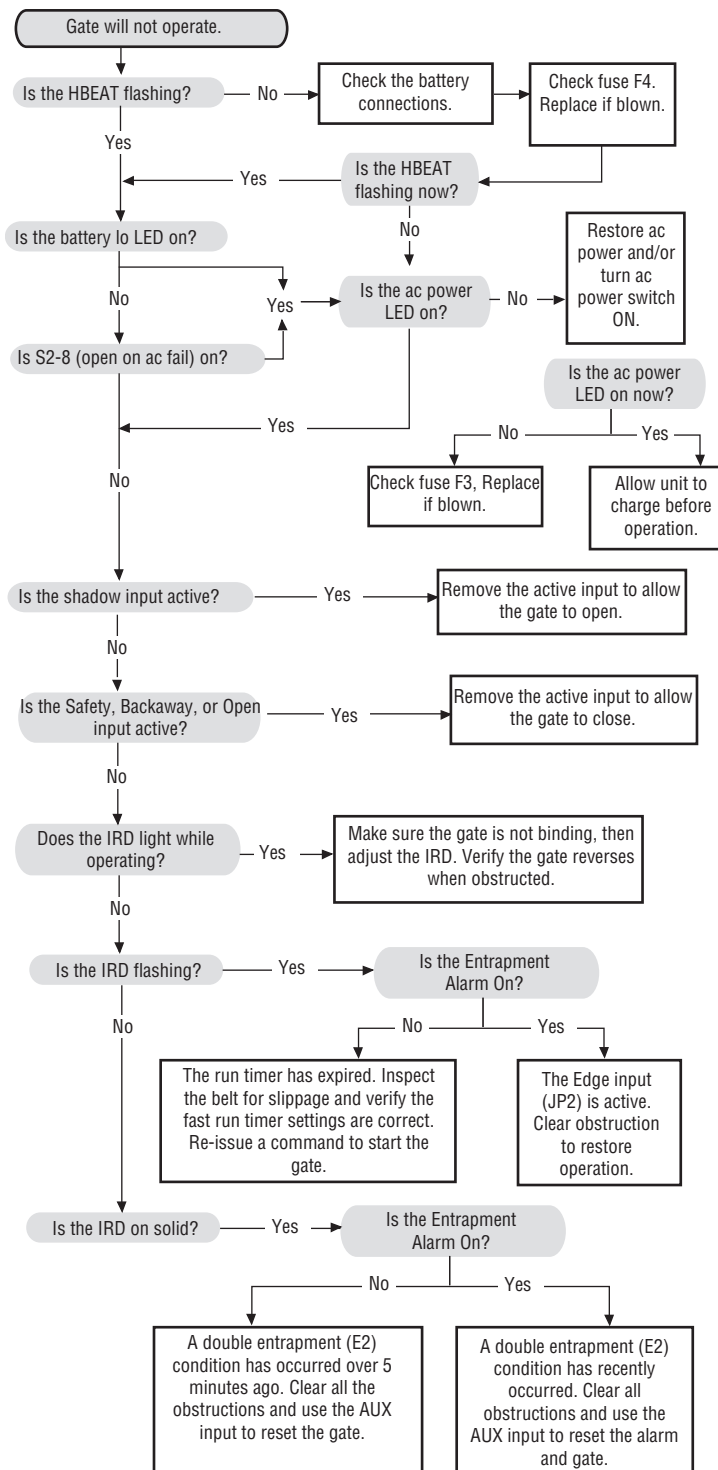 Gate will not operate.
Is the HBEAT flashing?
No
Check the battery
connections.
Check fuse F4.
Replace if blown.
Yes
Is the HBEAT
flashing now?
Yes
No
Is the battery lo LED on?
No
Yes
Is the ac power
LED on?
No
Restore ac
power and/or
turn ac
power switch
ON.
Is S2-8 (open on ac fail) on?
Is the ac power
LED on now?
Yes
No
Yes
No
Check fuse F3, Replace
if blown.
Allow unit to
charge before
operation.
Is the shadow input active?
Yes
Remove the active input to allow
the gate to open.
No
Is the Safety, Backaway, or Open
input active?
Yes
Remove the active input to allow
the gate to close.
No
Does the IRD light while
operating?
Yes
Make sure the gate is not binding, then
adjust the IRD. Verify the gate reverses
when obstructed.
No
Is the IRD flashing?
Yes
Is the Entrapment
Alarm On?
No
No
Yes
The run timer has expired. Inspect
the belt for slippage and verify the
fast run timer settings are correct.
Re-issue a command to start the
gate.
The Edge input
(JP2) is active.
Clear obstruction
to restore
operation.
Is the IRD on solid?
Yes
Is the Entrapment
Alarm On?
No
Yes
A double entrapment (E2)
condition has occurred over 5
minutes ago. Clear all the
obstructions and use the AUX
input to reset the gate.
A double entrapment (E2)
condition has recently
occurred. Clear all
obstructions and use the
AUX input to reset the alarm
and gate.